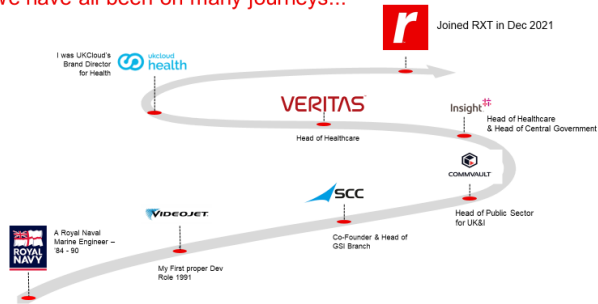 We have all been on many journeys...
r
Joined RXT in Dec 2021
I was UKCloud's
Brand Director
for Health
ukcloud
health
VERITAS
Head of Healthcare
Insight
Head of Healthcare
& Head of Central Government
COMMVAULT
Head of Public Sector
for UK&I
SCC
Co-Founder & Head of
GSI Branch
VIDEOJET.
My First proper Dev
Role 1991
ROYAL
NAVY
A Royal Naval
Marine Engineer –
'84 - 90